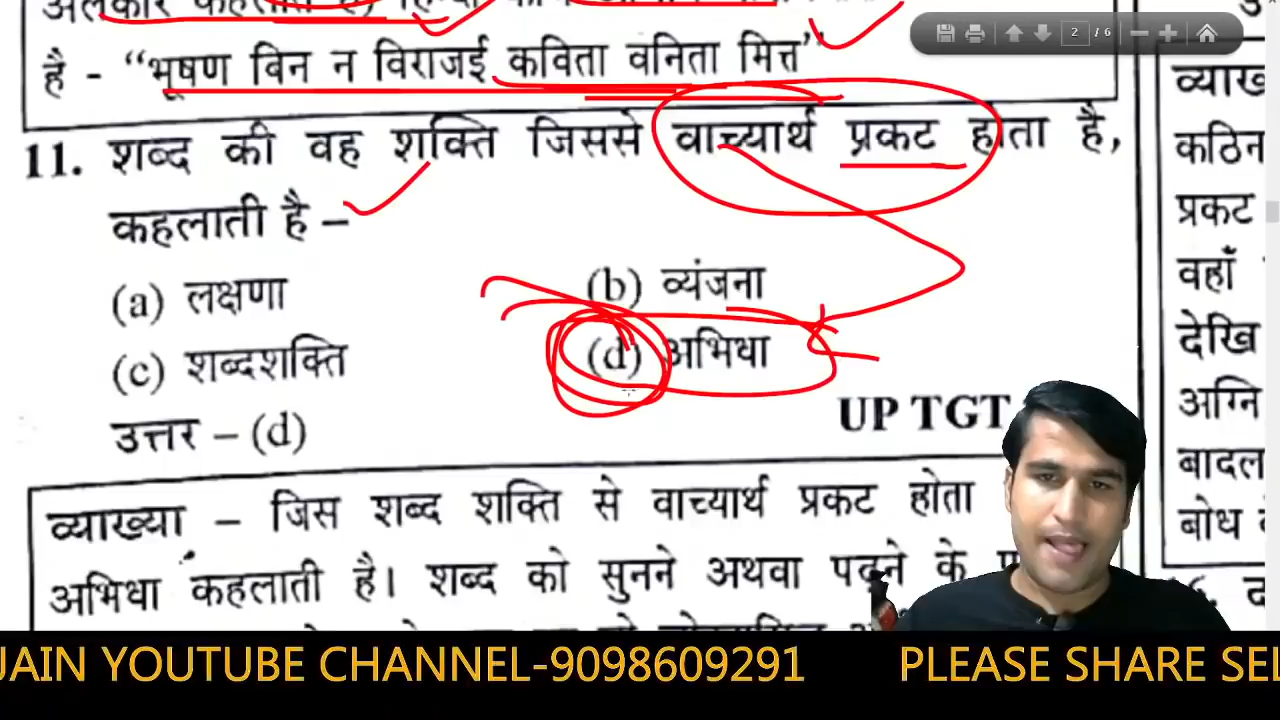 अलंकार कहलाते हैं
है - “भूषण बिन न विराजई कविता वनिता मित्त”
2 / 6
11. शब्द की वह शक्ति जिससे वाच्यार्थ प्रकट होता है,
कहलाती है –
(a) लक्षणा (b) व्यंजना
(c) शब्दशक्ति (d) अभिधा
उत्तर – (d) UP TGT
व्याख्या – जिस शब्द शक्ति से वाच्यार्थ प्रकट होता
अभिधा कहलाती है। शब्द को सुनने अथवा पढ़ने के
व्याख
कठिन
प्रकट
वहाँ
देखि
अग्नि
बादल
बोध
JAIN YOUTUBE CHANNEL-9098609291 PLEASE SHARE SEL